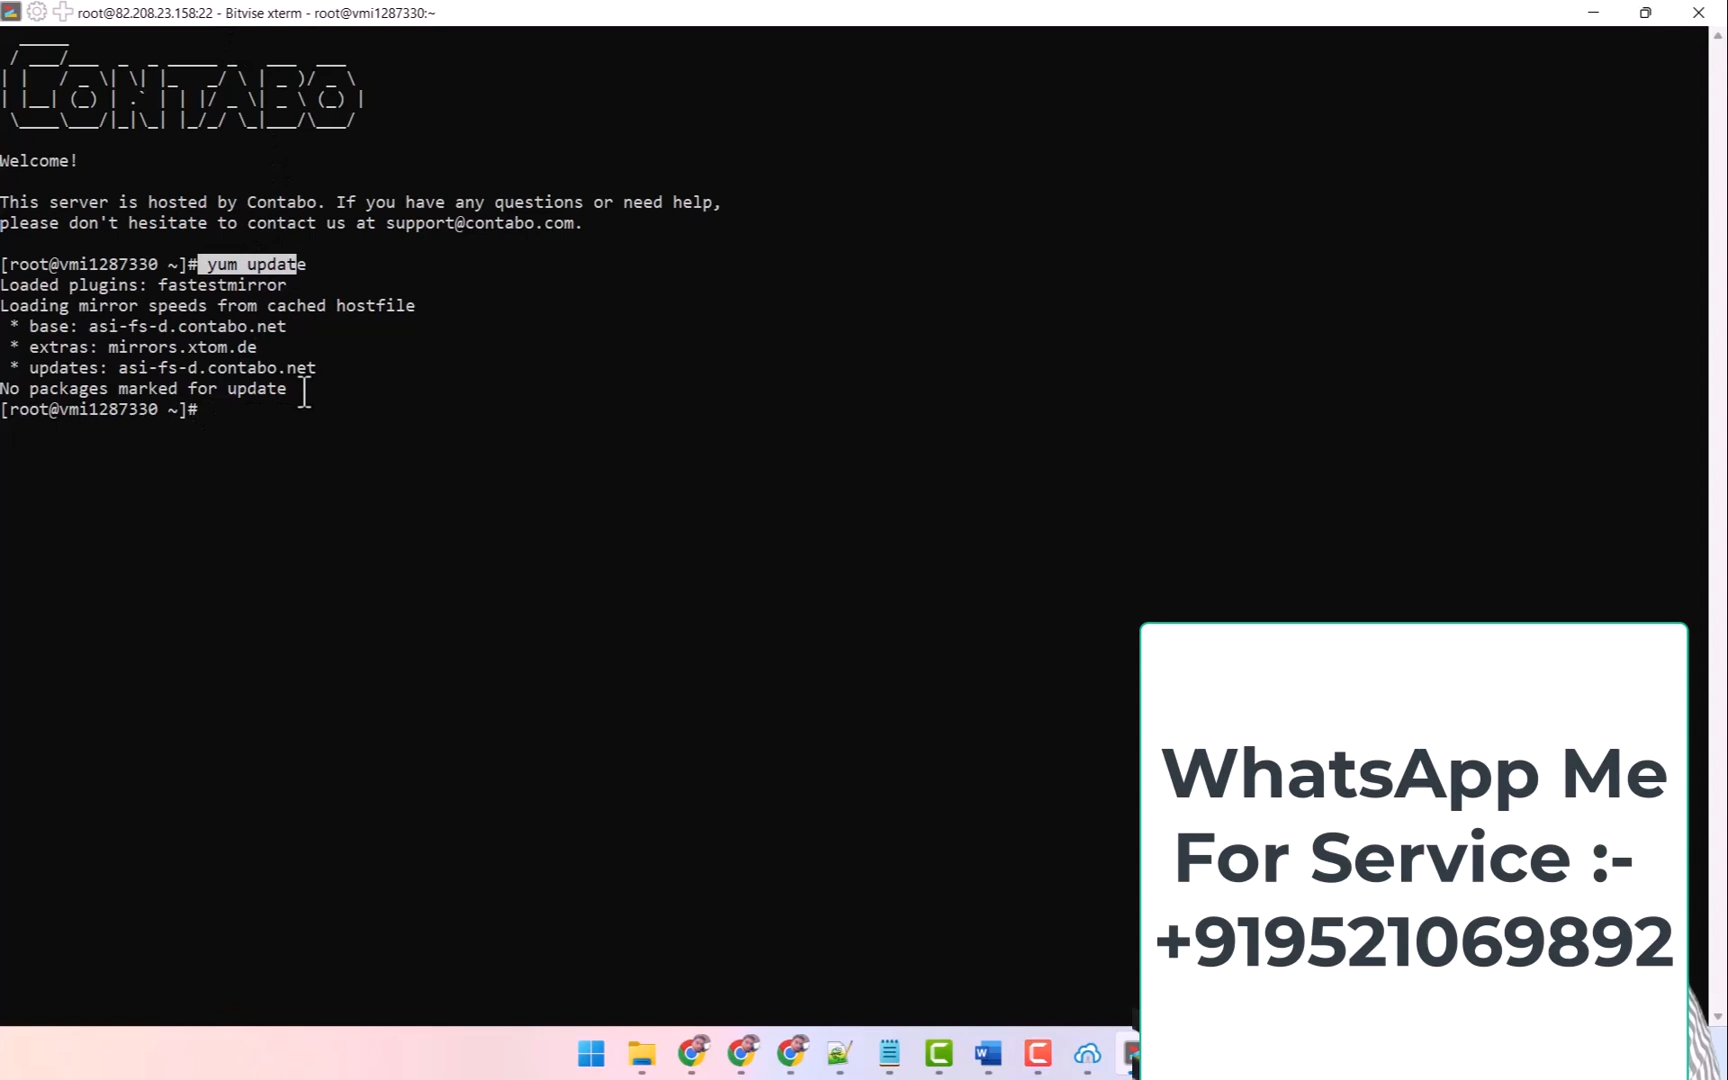 root@82.208.23.158:22 - Bitvise xterm - root@vmi1287330:~
CONTABO
Welcome!
This server is hosted by Contabo. If you have any questions or need help,
please don't hesitate to contact us at support@contabo.com.
[root@vmi1287330 ~]# yum update
Loaded plugins: fastestmirror
Loading mirror speeds from cached hostfile
* base: asi-fs-d.contabo.net
* extras: mirrors.xtom.de
* updates: asi-fs-d.contabo.net
No packages marked for update
[root@vmi1287330 ~]#
WhatsApp Me
For Service :-
+919521069892